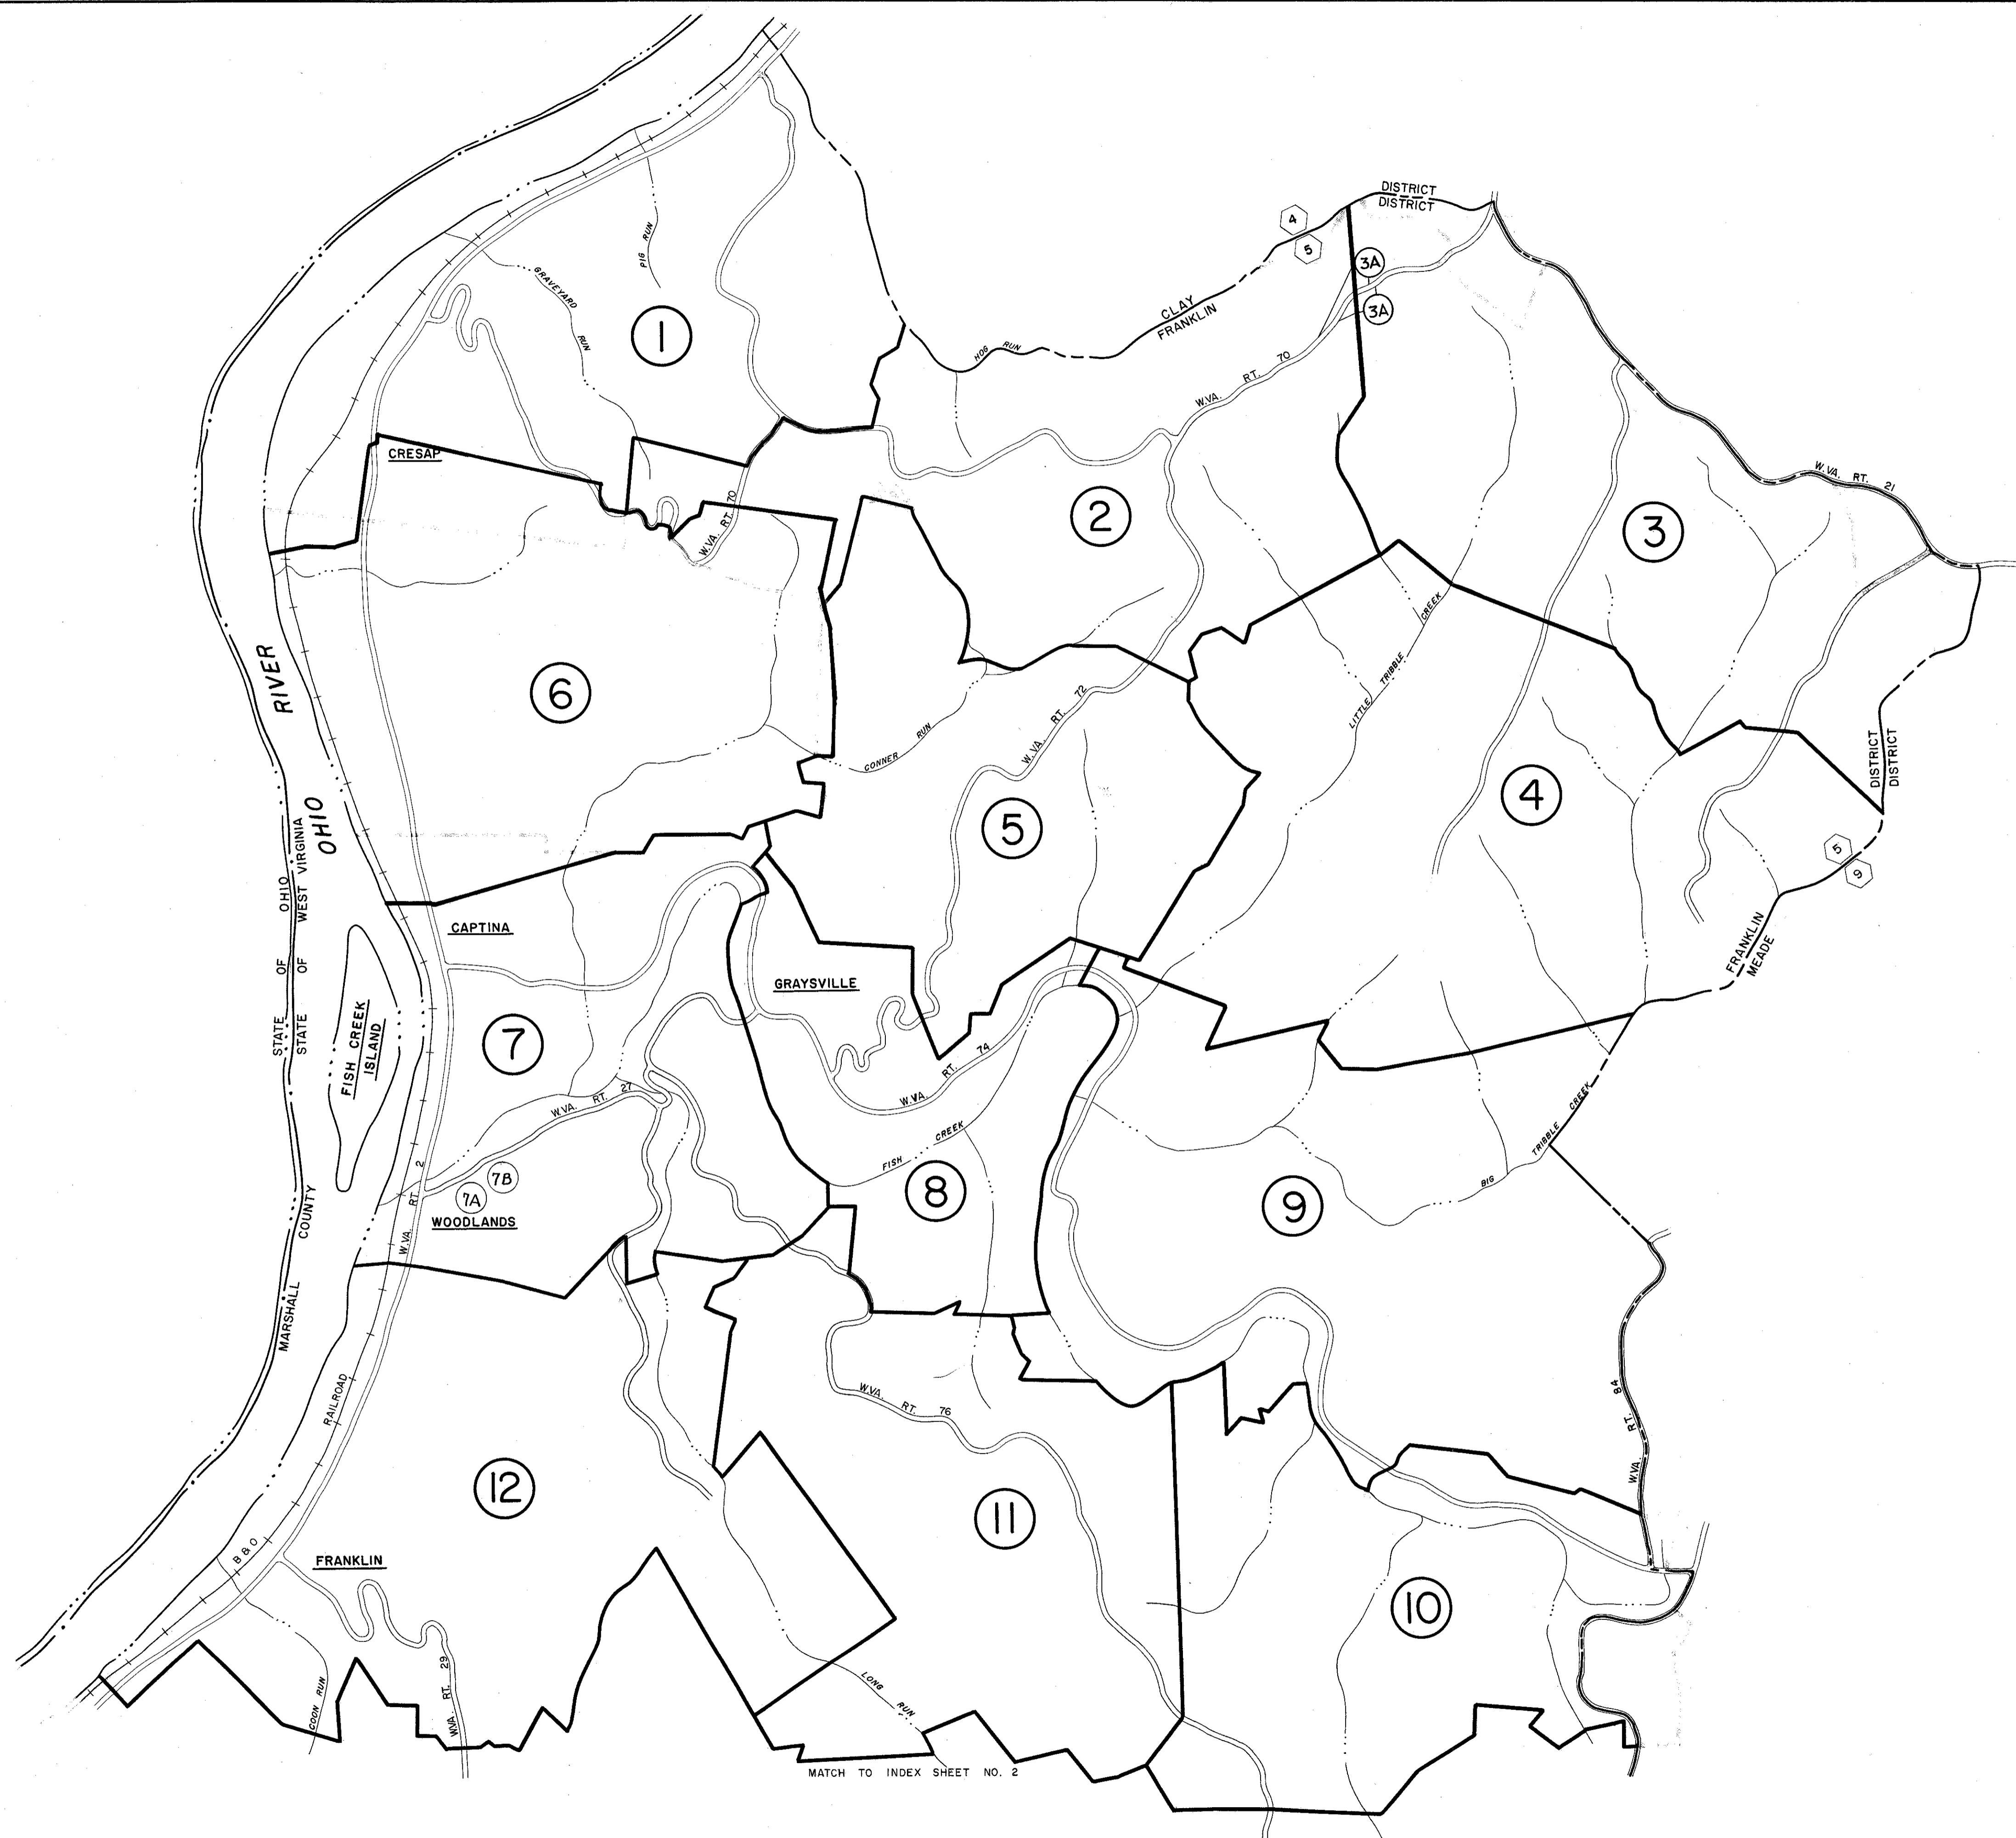 DISTRICT
DISTRICT
4
5
3A
3A
CLAY
FRANKLIN
HOG RUN
PIG RUN
GRAVEYARD RUN
1
W.VA. RT. 70
CRESAP
W.VA. RT. 70
2
3
W.VA. RT. 21
LITTLE TRIBBLE CREEK
6
OHIO RIVER
CONNER RUN
W.VA. RT. 72
5
4
DISTRICT
DISTRICT
5
9
FRANKLIN
MEADE
STATE OF OHIO
STATE OF WEST VIRGINIA
CAPTINA
GRAYSVILLE
FISH CREEK
ISLAND
7
W.VA. RT. 27
W.VA. RT. 74
FISH CREEK
8
9
BIG TRIBBLE CREEK
7B
7A
WOODLANDS
W.VA. RT. 2
MARSHALL COUNTY
RAILROAD
B & O
W.VA. RT. 76
W.VA. RT. 84
12
11
10
FRANKLIN
COON RUN
W.VA. RT. 29
LONG RUN
MATCH TO INDEX SHEET NO. 2